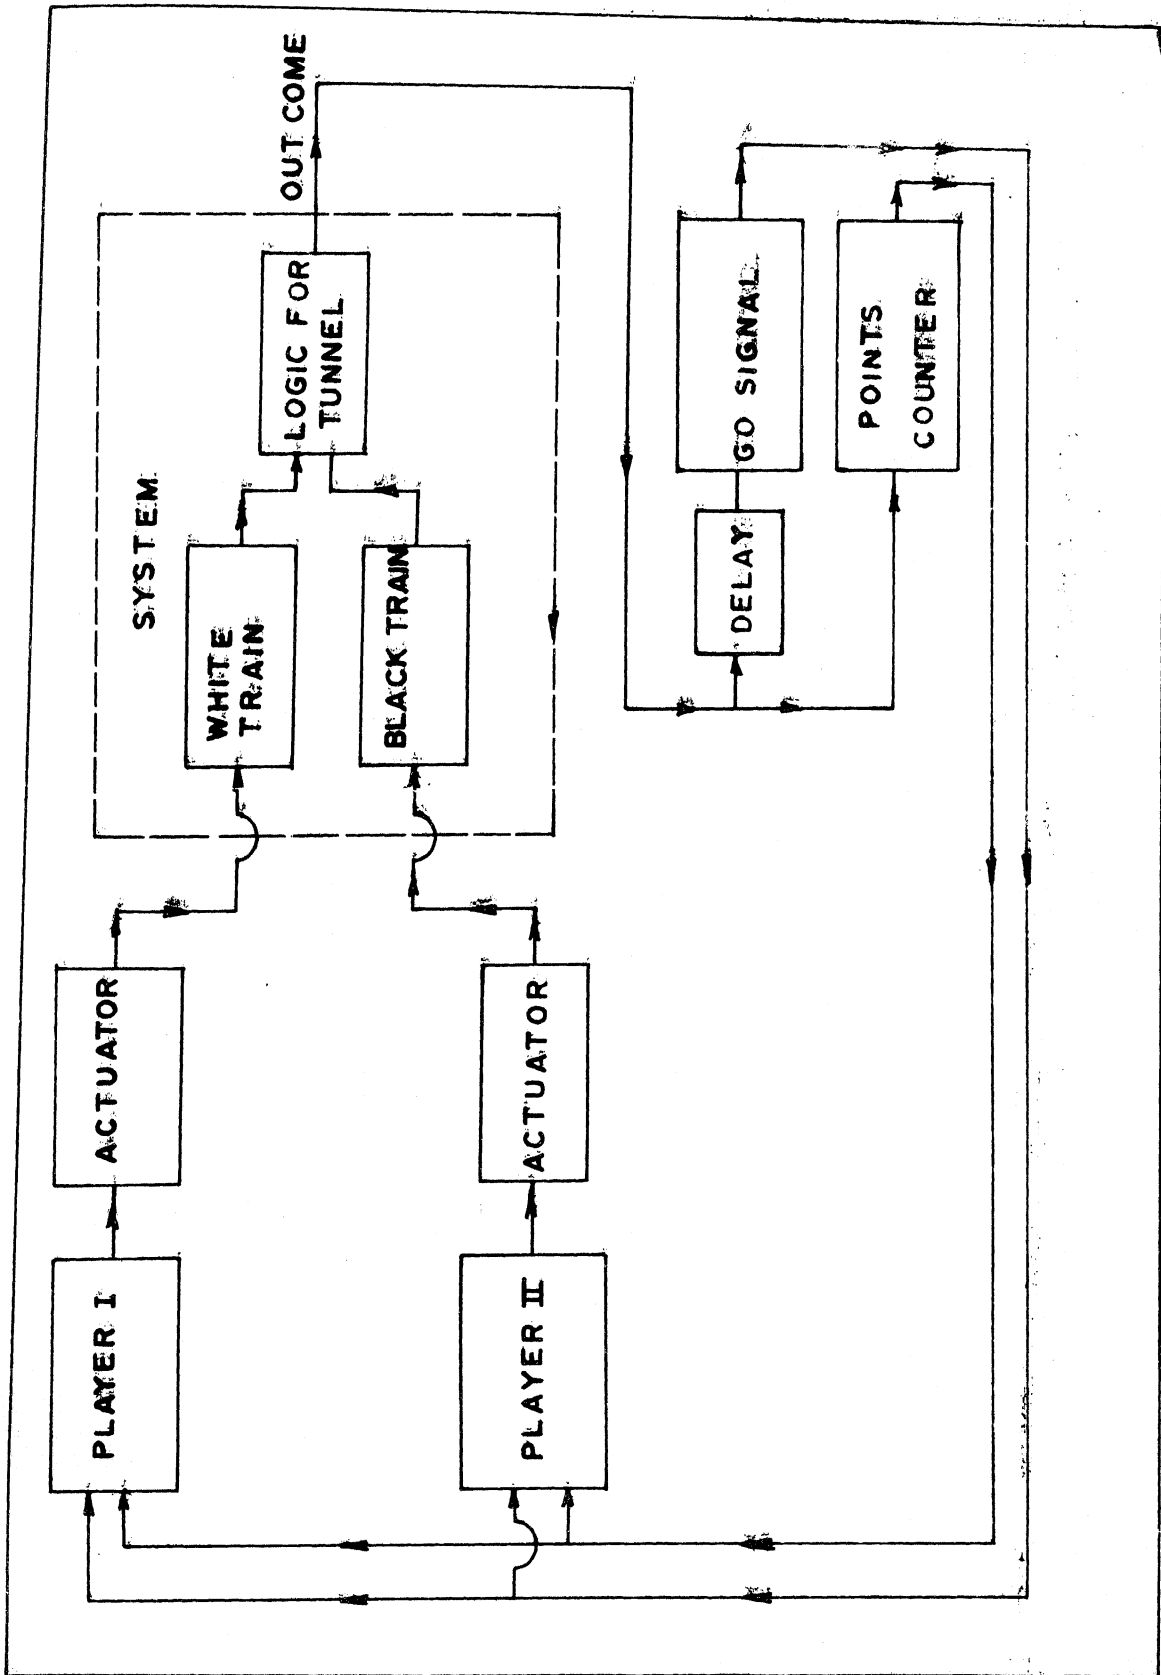 PLAYER I
ACTUATOR
SYSTEM
WHITE
TRAIN
LOGIC FOR
TUNNEL
OUT COME
PLAYER II
ACTUATOR
BLACK TRAIN
DELAY
GO SIGNAL
POINTS
COUNTER